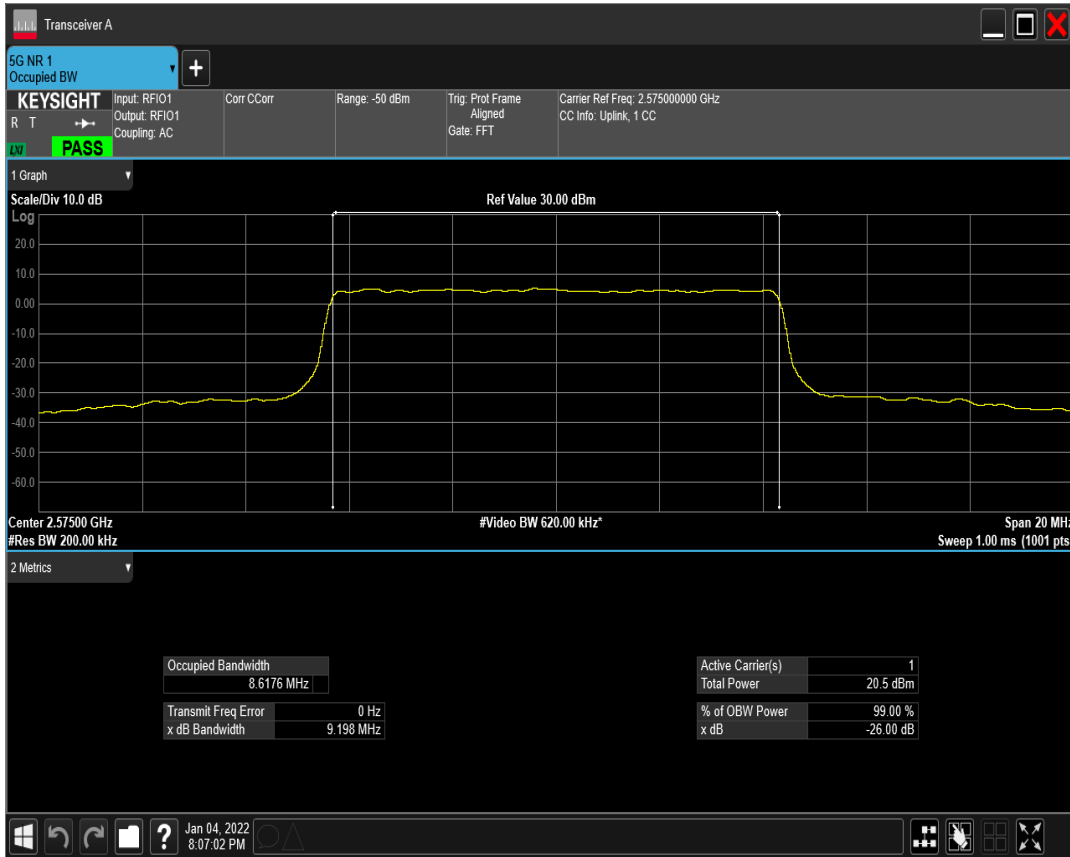 Transceiver A
5G NR 1
Occupied BW
KEYSIGHT
R T
LXI
PASS
Input: RFIO1
Output: RFIO1
Coupling: AC
Corr CCorr
Range: -50 dBm
Trig: Prot Frame
Aligned
Gate: FFT
Carrier Ref Freq: 2.575000000 GHz
CC Info: Uplink, 1 CC
1 Graph
Scale/Div 10.0 dB
Ref Value 30.00 dBm
Log
20.0
10.0
0.00
-10.0
-20.0
-30.0
-40.0
-50.0
-60.0
Center 2.57500 GHz
#Video BW 620.00 kHz*
Span 20 MHz
#Res BW 200.00 kHz
Sweep 1.00 ms (1001 pts
2 Metrics
Occupied Bandwidth
8.6176 MHz
Transmit Freq Error 0 Hz
x dB Bandwidth 9.198 MHz
Active Carrier(s) 1
Total Power 20.5 dBm
% of OBW Power 99.00 %
x dB -26.00 dB
?
Jan 04, 2022
8:07:02 PM